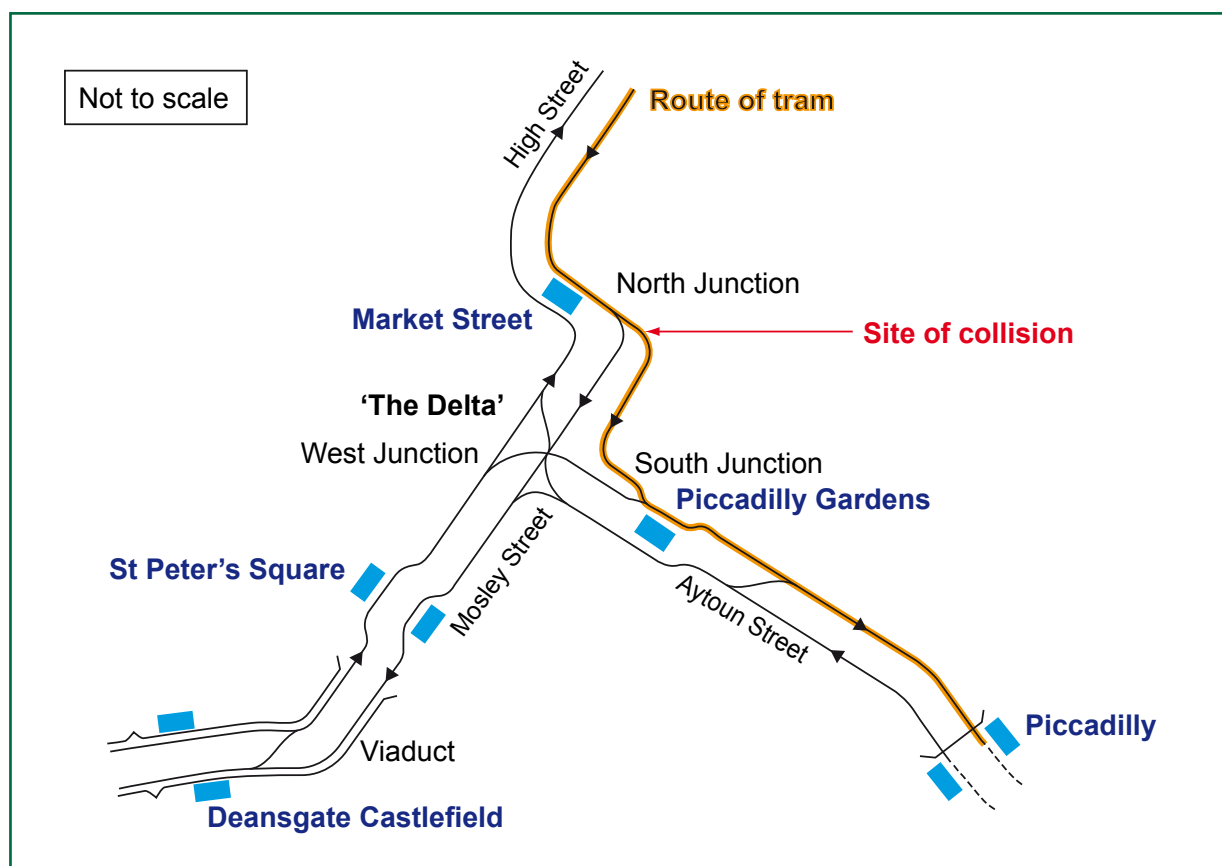 Not to scale
High Street
Route of tram
North Junction
Market Street
Site of collision
'The Delta'
West Junction
South Junction
Piccadilly Gardens
St Peter's Square
Mosley Street
Aytoun Street
Piccadilly
Viaduct
Deansgate Castlefield